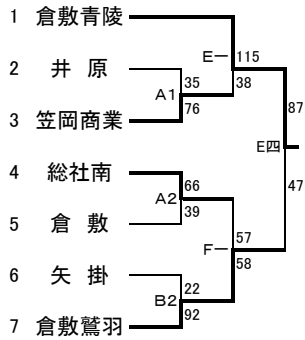 1 倉敷青陵
E一 115
2 井原 35 38
A1 87
3 笠岡商業 76
E四
4 総社南 66 47
A2
5 倉敷 39 57
F一
6 矢掛 22 58
B2
7 倉敷鷲羽 92